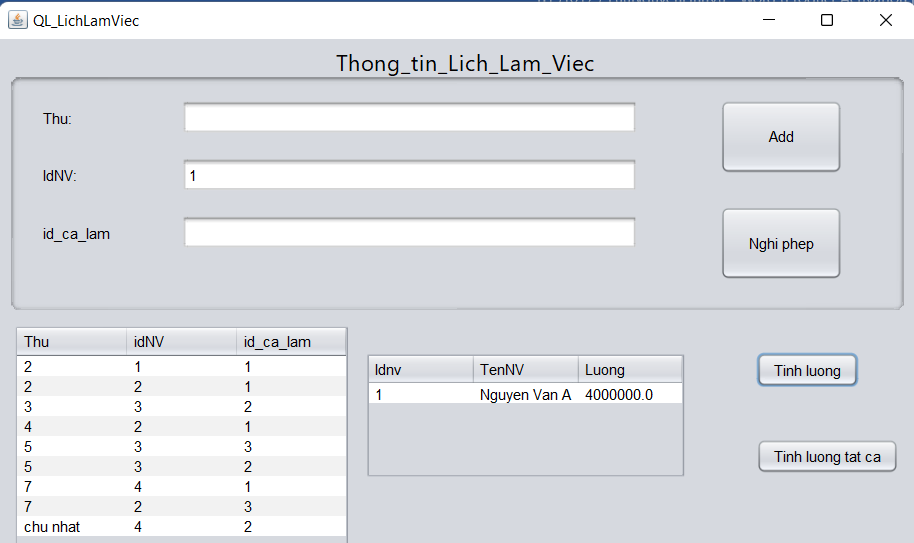 QL_LichLamViec
Thong_tin_Lich_Lam_Viec
Thu:
Add
IdNV:
1
id_ca_lam
Nghi phep
Thu idNV id_ca_lam
2 1 1
2 2 1
3 3 2
4 2 1
5 3 3
5 3 2
7 4 1
7 2 3
chu nhat 4 2
Idnv TenNV Luong
1 Nguyen Van A 4000000.0
Tinh luong
Tinh luong tat ca